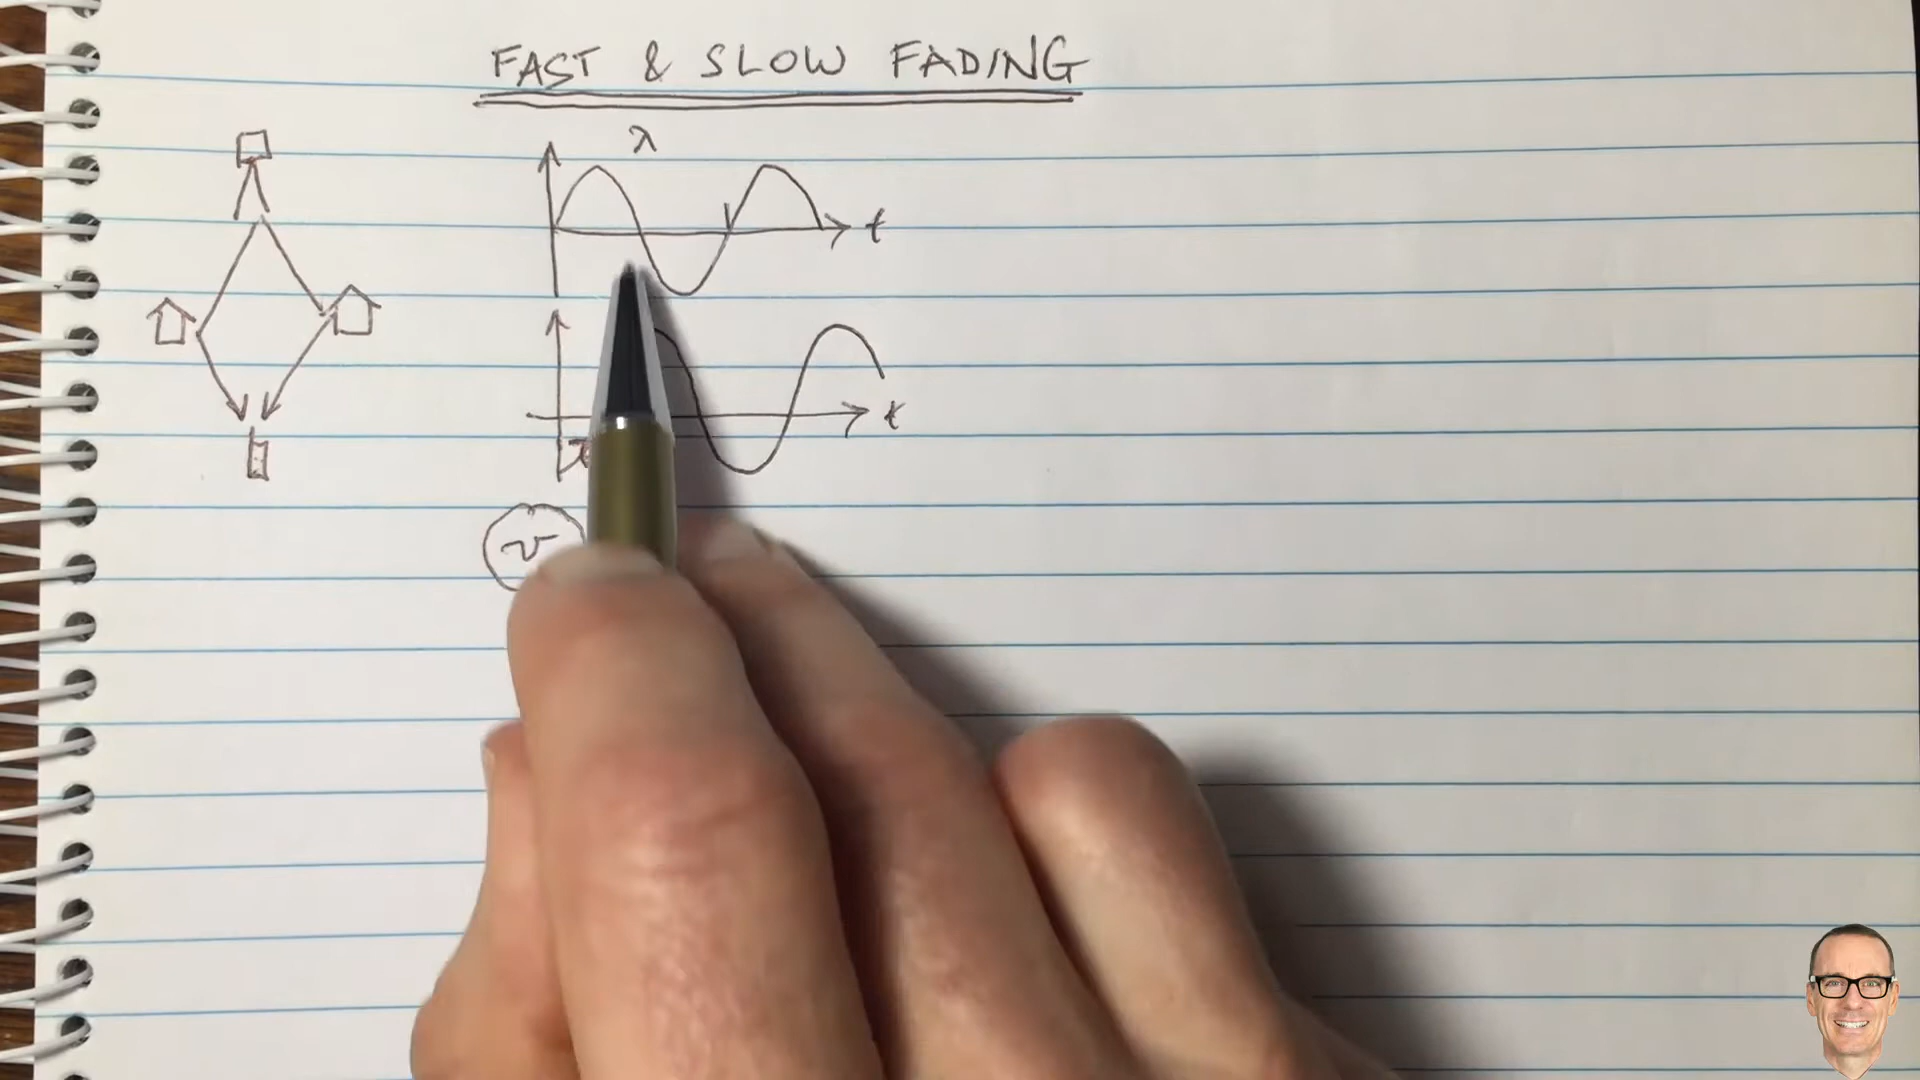 FAST & SLOW FADING
λ
t
t
v